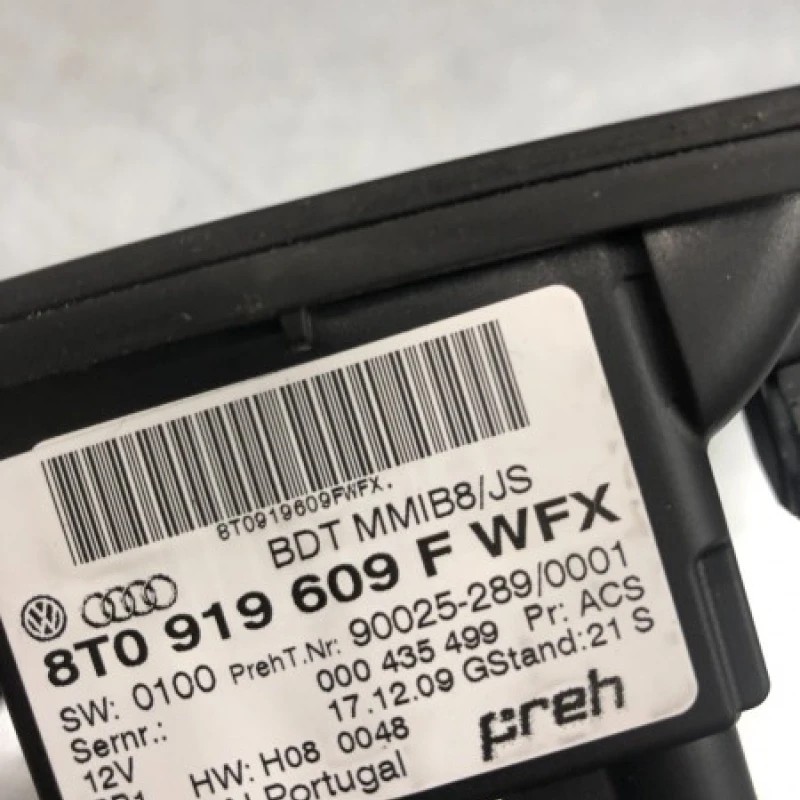 8T0919609FWFX.
BDT MMIB8/JS
8T0 919 609 F WFX
SW: 0100 PrehT.Nr: 90025-289/0001
Sernr.: 000 435 499 Pr: ACS
12V 17.12.09 GStand:21 S
HW: H08 0048 preh
Portugal